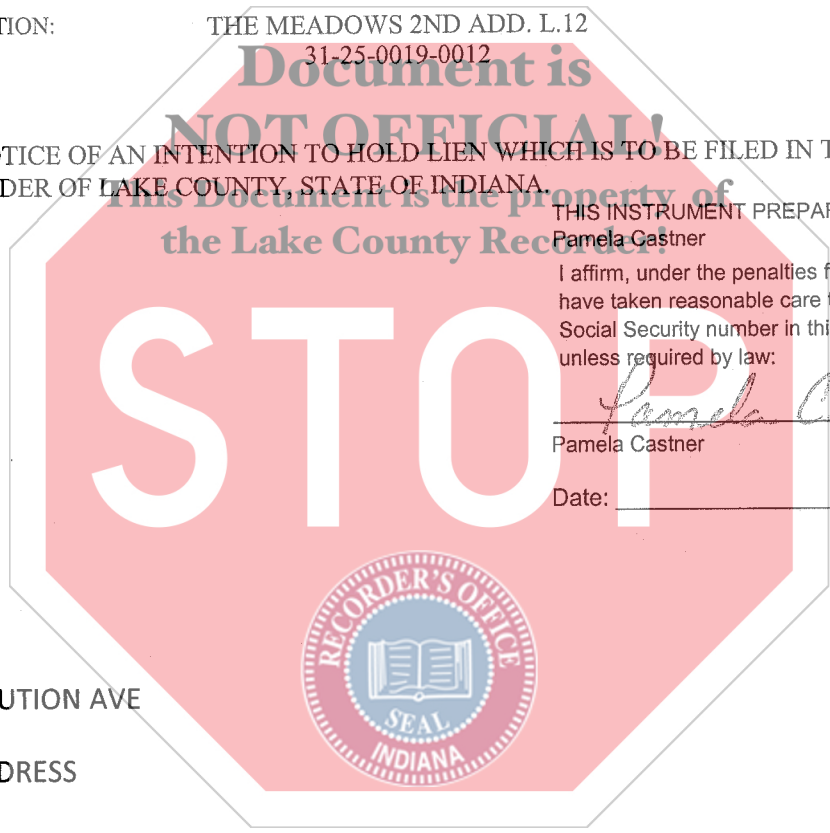 TION: THE MEADOWS 2ND ADD. L.12
31-25-0019-0012
Document is
NOT OFFICIAL!
TICE OF AN INTENTION TO HOLD LIEN WHICH IS TO BE FILED IN T
DER OF LAKE COUNTY, STATE OF INDIANA.
This Document is the property of
the Lake County Recorder!
THIS INSTRUMENT PREPAR
Pamela Castner
I affirm, under the penalties f
have taken reasonable care t
Social Security number in thi
unless required by law:
STOP
Pamela C
Pamela Castner
Date:
RECORDER'S OFFICE
SEAL
INDIANA
UTION AVE
DRESS